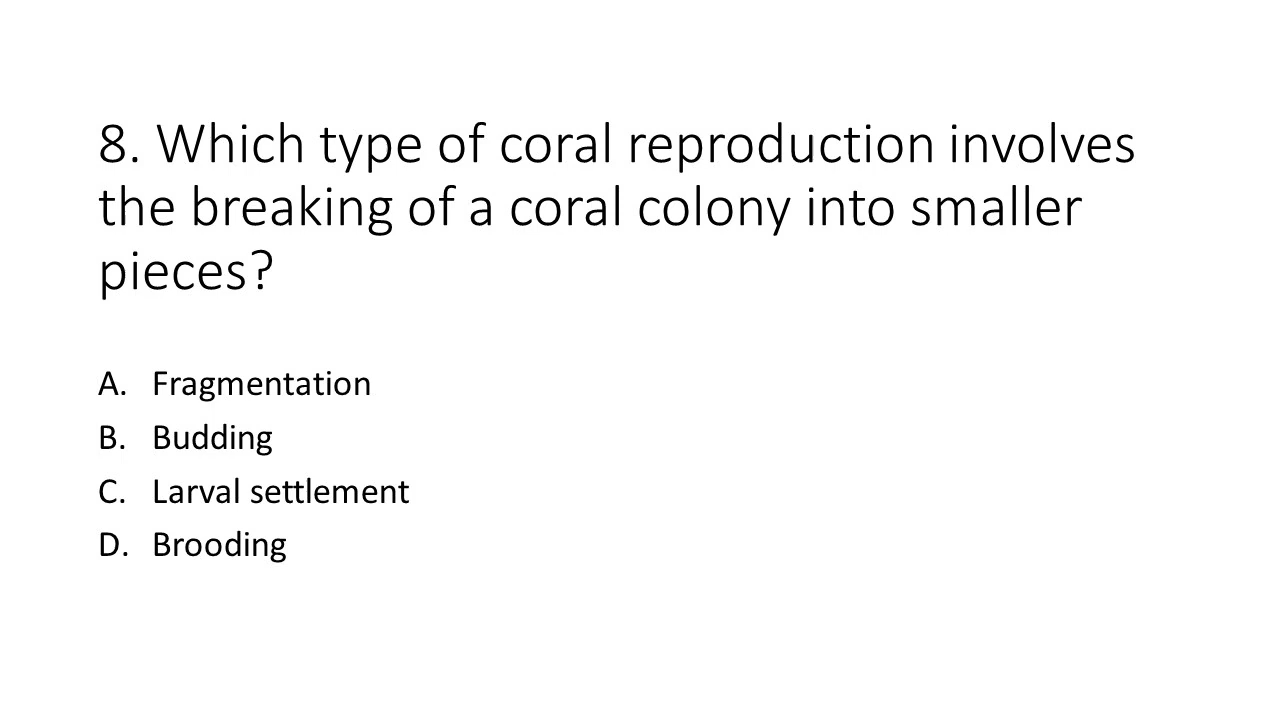 8. Which type of coral reproduction involves
the breaking of a coral colony into smaller
pieces?
A. Fragmentation
B. Budding
C. Larval settlement
D. Brooding